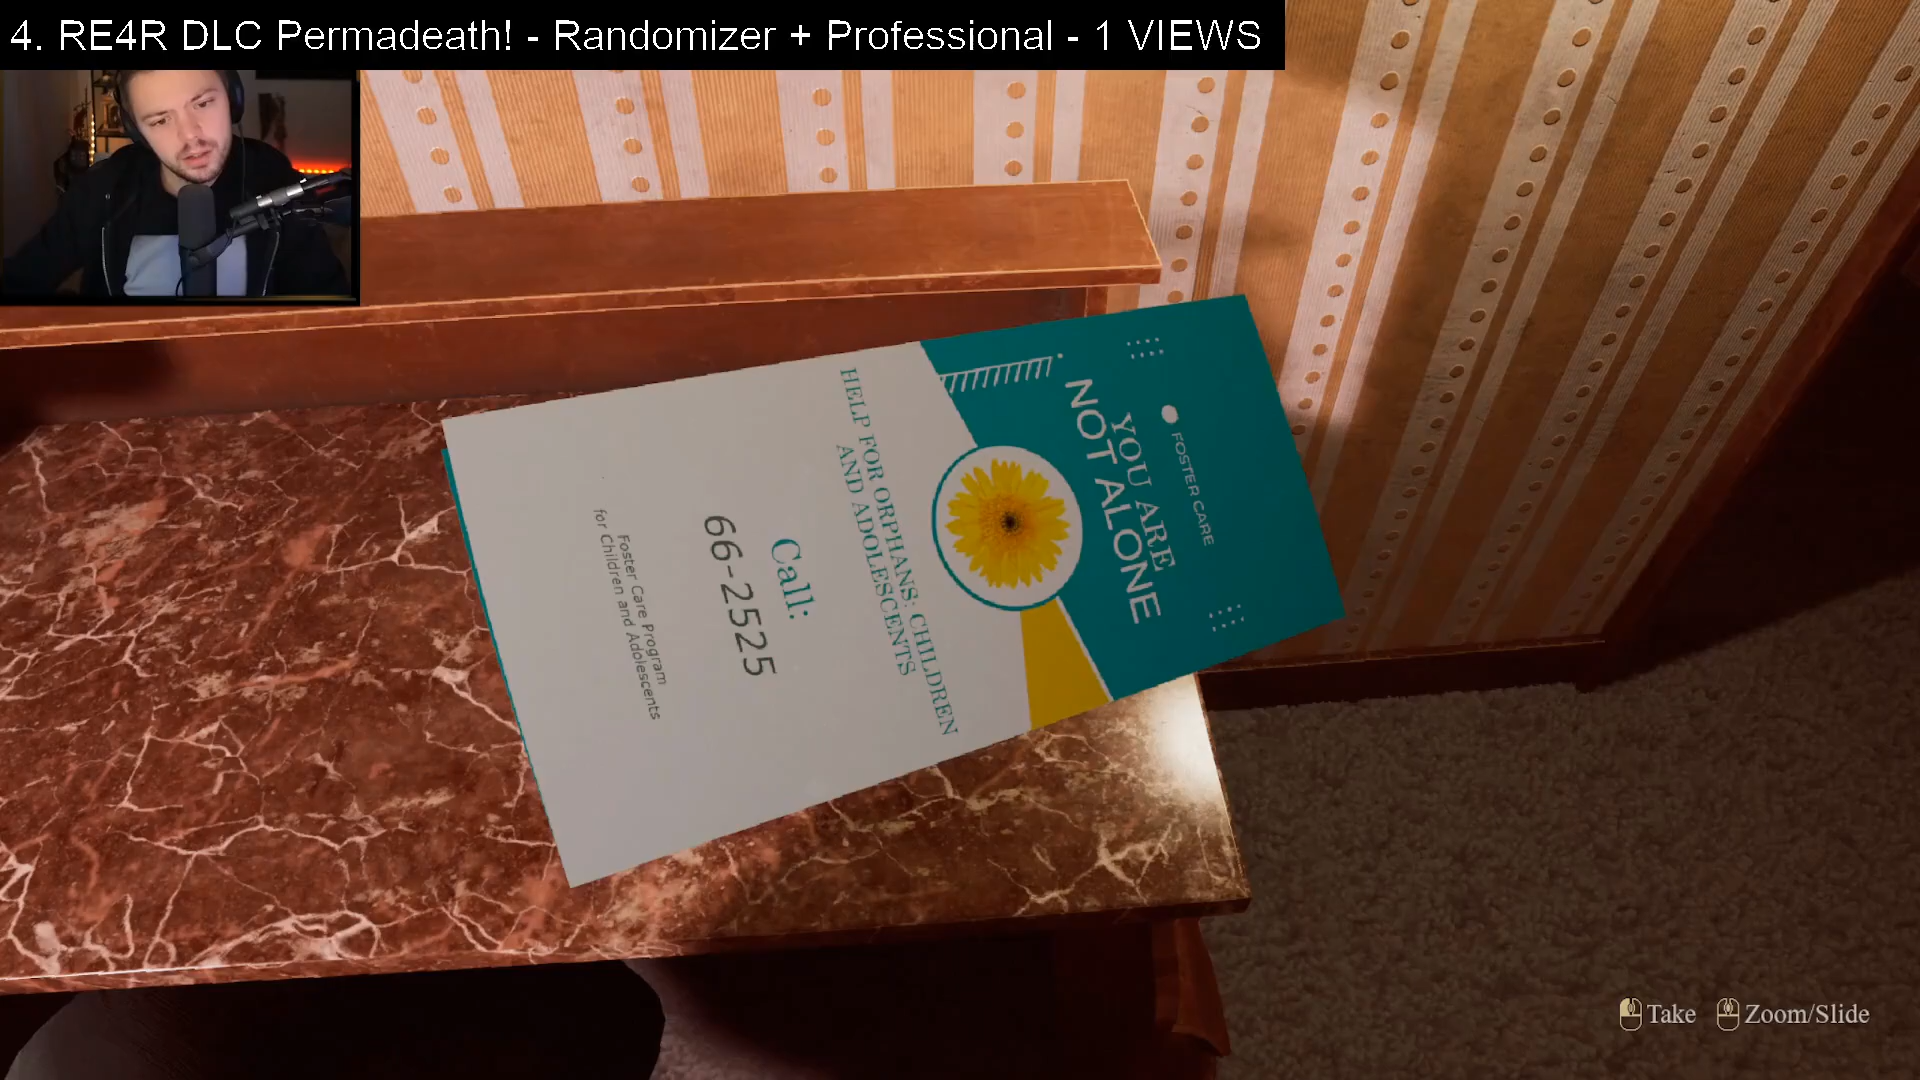 4. RE4R DLC Permadeath! - Randomizer + Professional - 1 VIEWS
FOSTER CARE
YOU ARE
NOT ALONE
HELP FOR ORPHANS: CHILDREN
AND ADOLESCENTS
Call:
66-2525
Foster Care Program
for Children and Adolescents
Take
Zoom/Slide